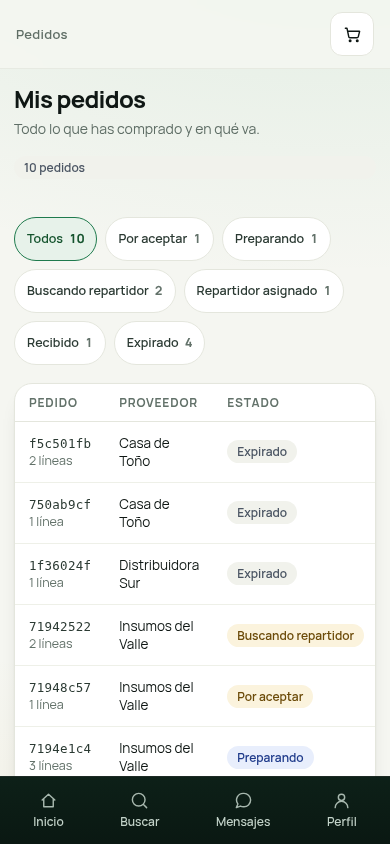 Pedidos
Mis pedidos
Todo lo que has comprado y en qué va.
10 pedidos
Todos 10
Por aceptar 1
Preparando 1
Buscando repartidor 2
Repartidor asignado 1
Recibido 1
Expirado 4
PEDIDO PROVEEDOR ESTADO
f5c501fb
2 líneas
Casa de
Toño
Expirado
750ab9cf
1 línea
Casa de
Toño
Expirado
1f36024f
1 línea
Distribuidora
Sur
Expirado
71942522
2 líneas
Insumos del
Valle
Buscando repartidor
71948c57
1 línea
Insumos del
Valle
Por aceptar
7194e1c4
3 líneas
Insumos del
Valle
Preparando
Inicio
Buscar
Mensajes
Perfil